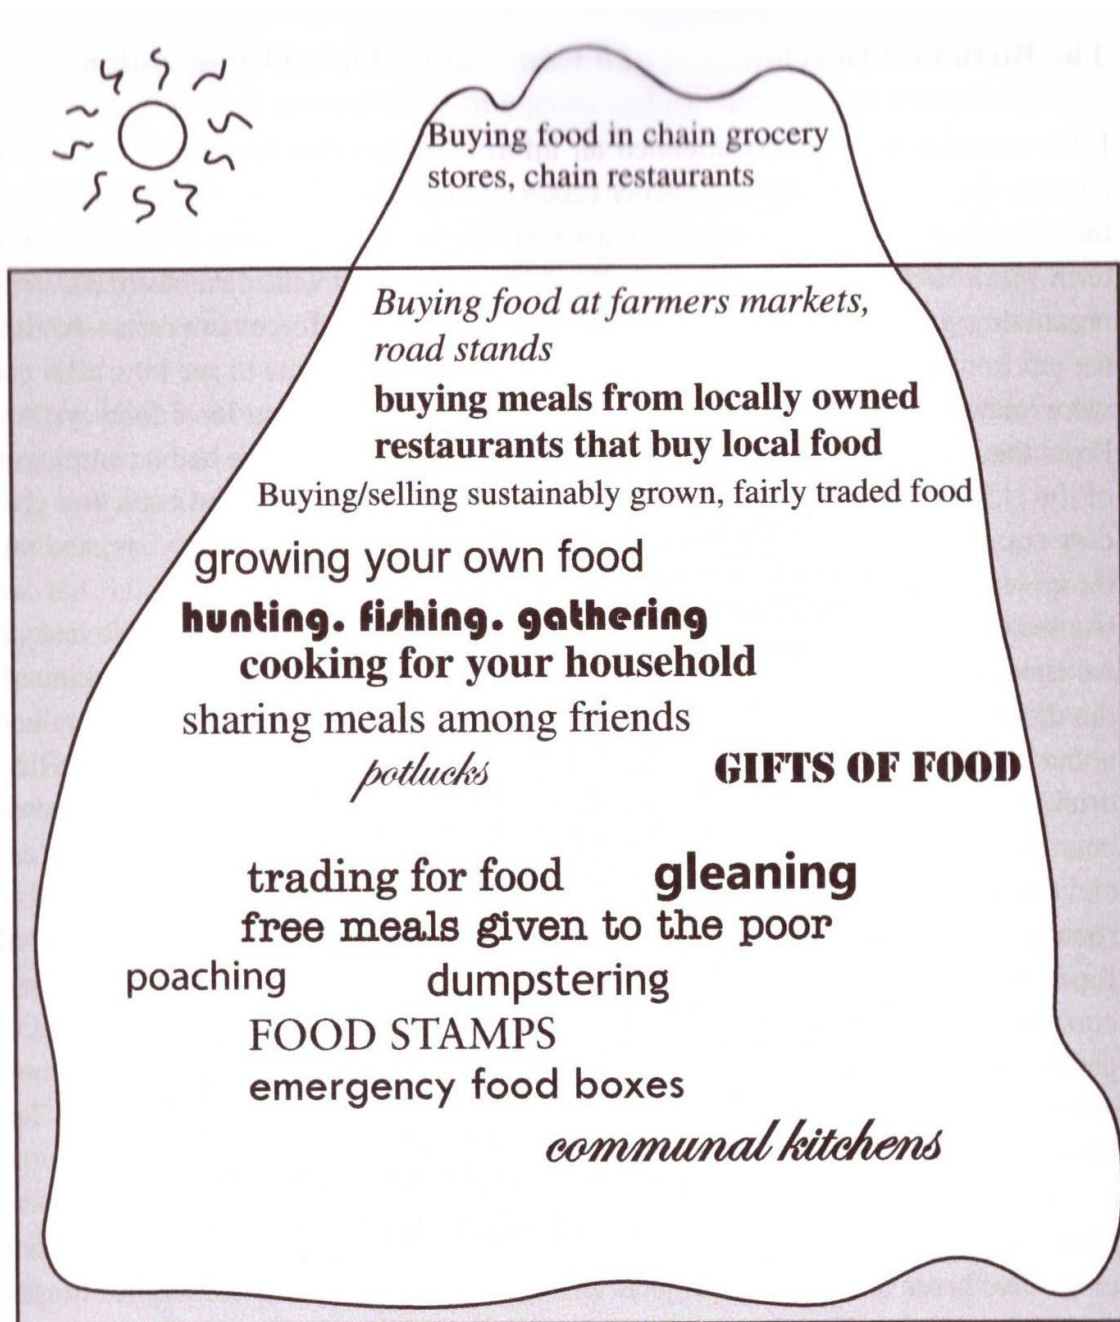 Buying food in chain grocery
stores, chain restaurants
Buying food at farmers markets,
road stands
buying meals from locally owned
restaurants that buy local food
Buying/selling sustainably grown, fairly traded food
growing your own food
hunting. fishing. gathering
cooking for your household
sharing meals among friends
potlucks
GIFTS OF FOOD
trading for food
gleaning
free meals given to the poor
poaching
dumpstering
FOOD STAMPS
emergency food boxes
communal kitchens